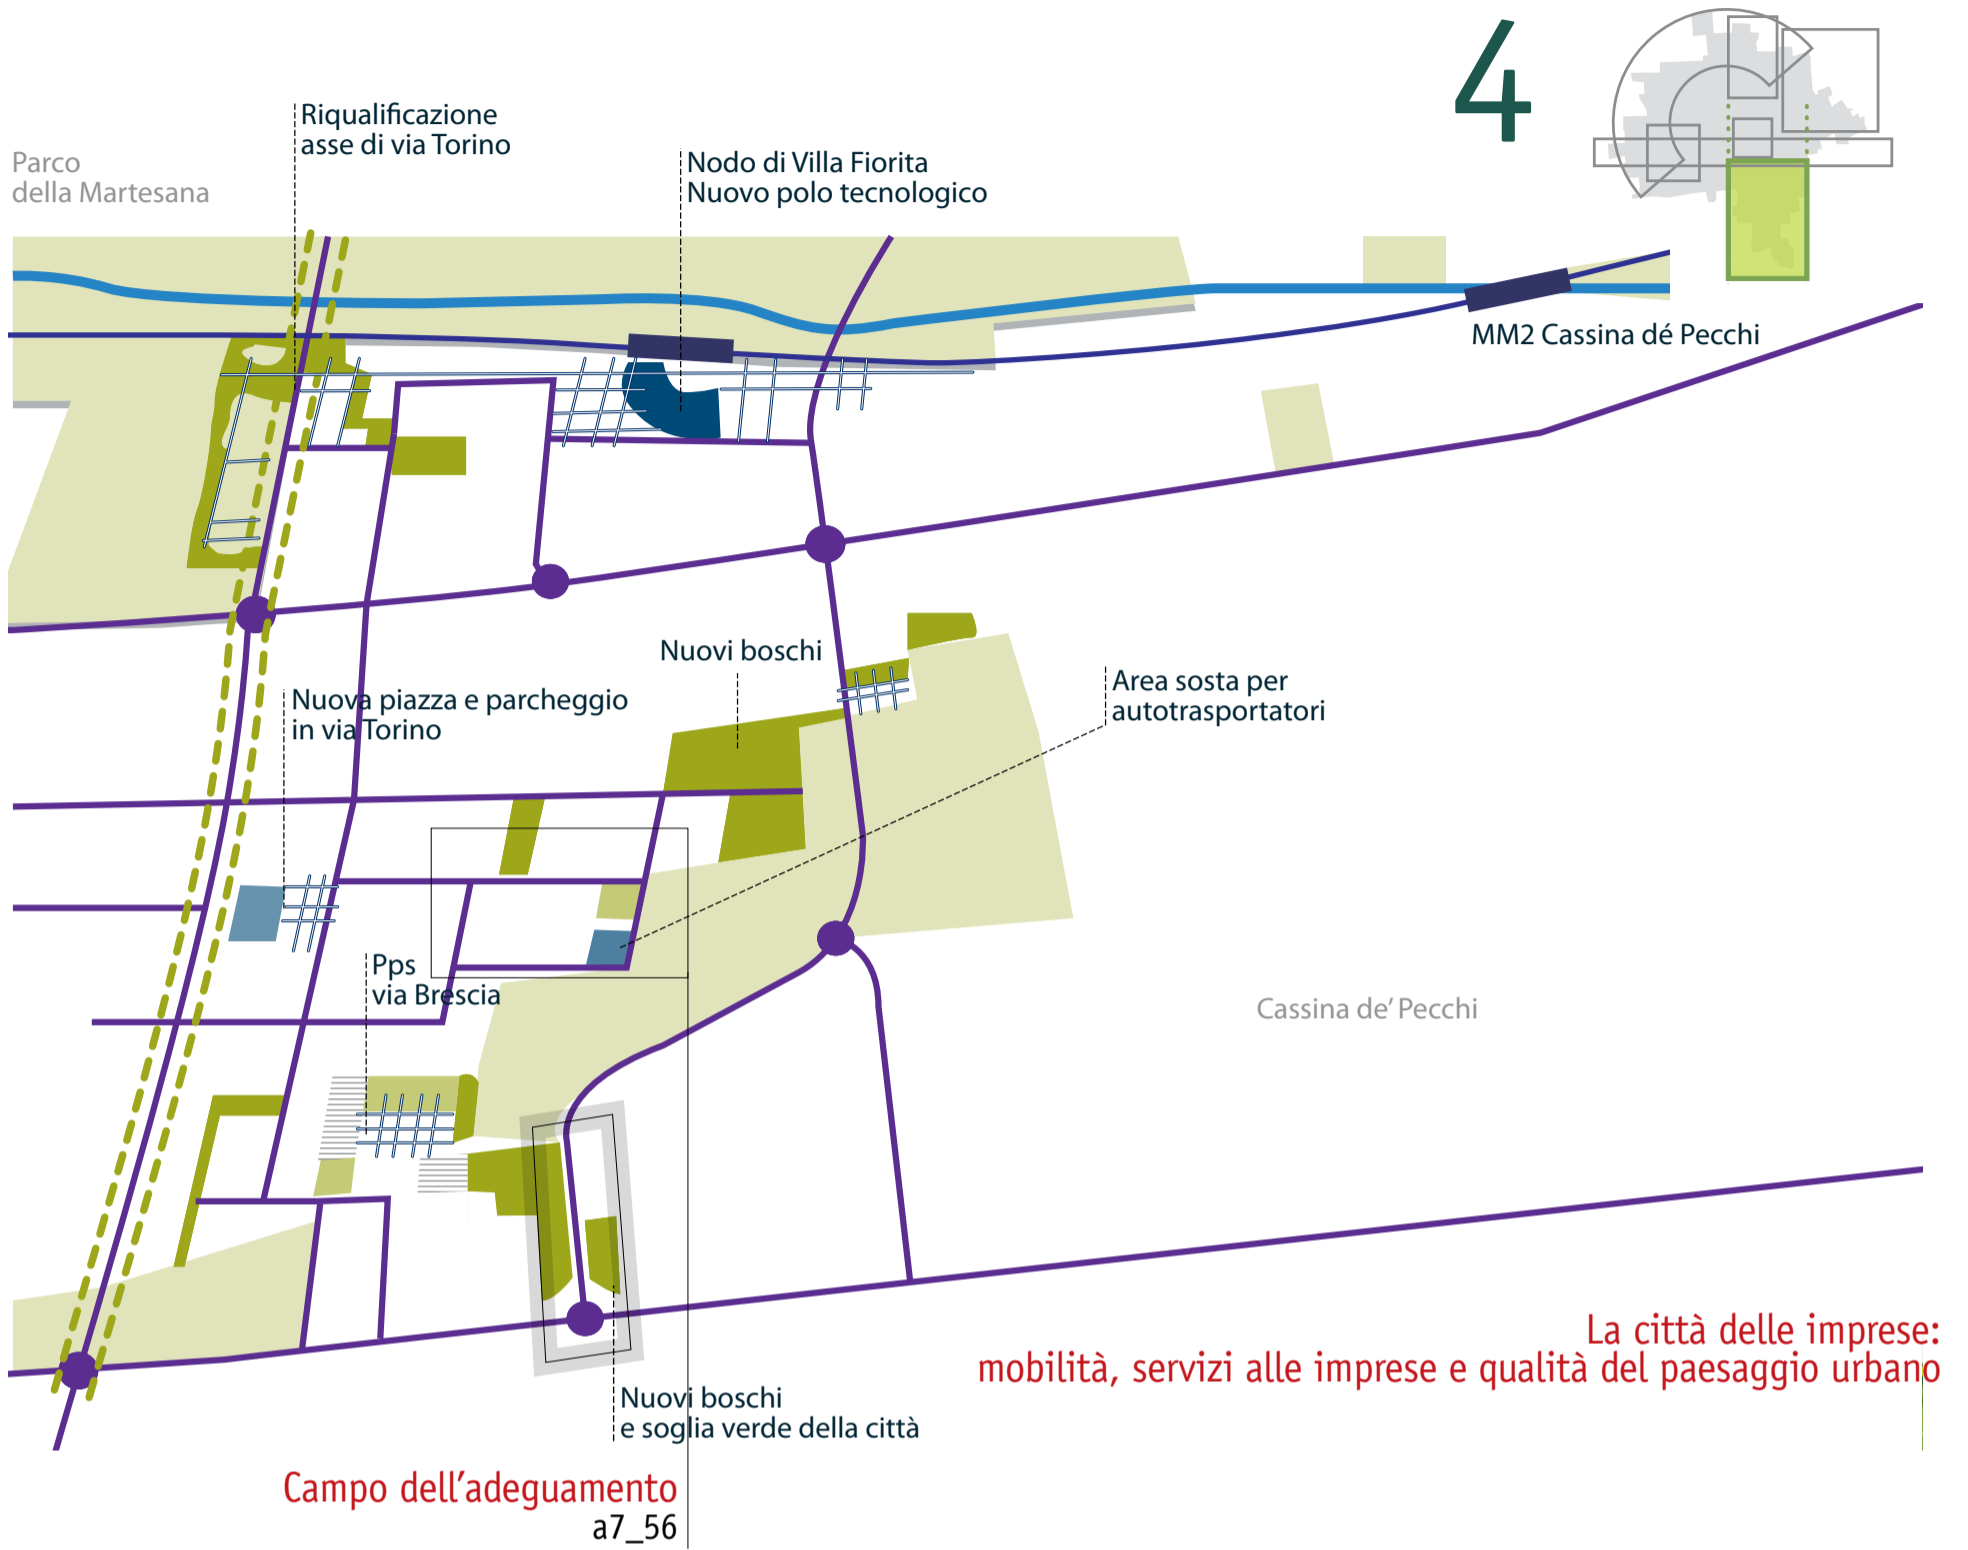 4
Riqualificazione
asse di via Torino
Parco
della Martesana
Nodo di Villa Fiorita
Nuovo polo tecnologico
MM2 Cassina dé Pecchi
Nuovi boschi
Area sosta per
autotrasportatori
Nuova piazza e parcheggio
in via Torino
Pps
via Brescia
Cassina de’ Pecchi
La città delle imprese:
mobilità, servizi alle imprese e qualità del paesaggio urbano
Nuovi boschi
e soglia verde della città
Campo dell’adeguamento
a7_56